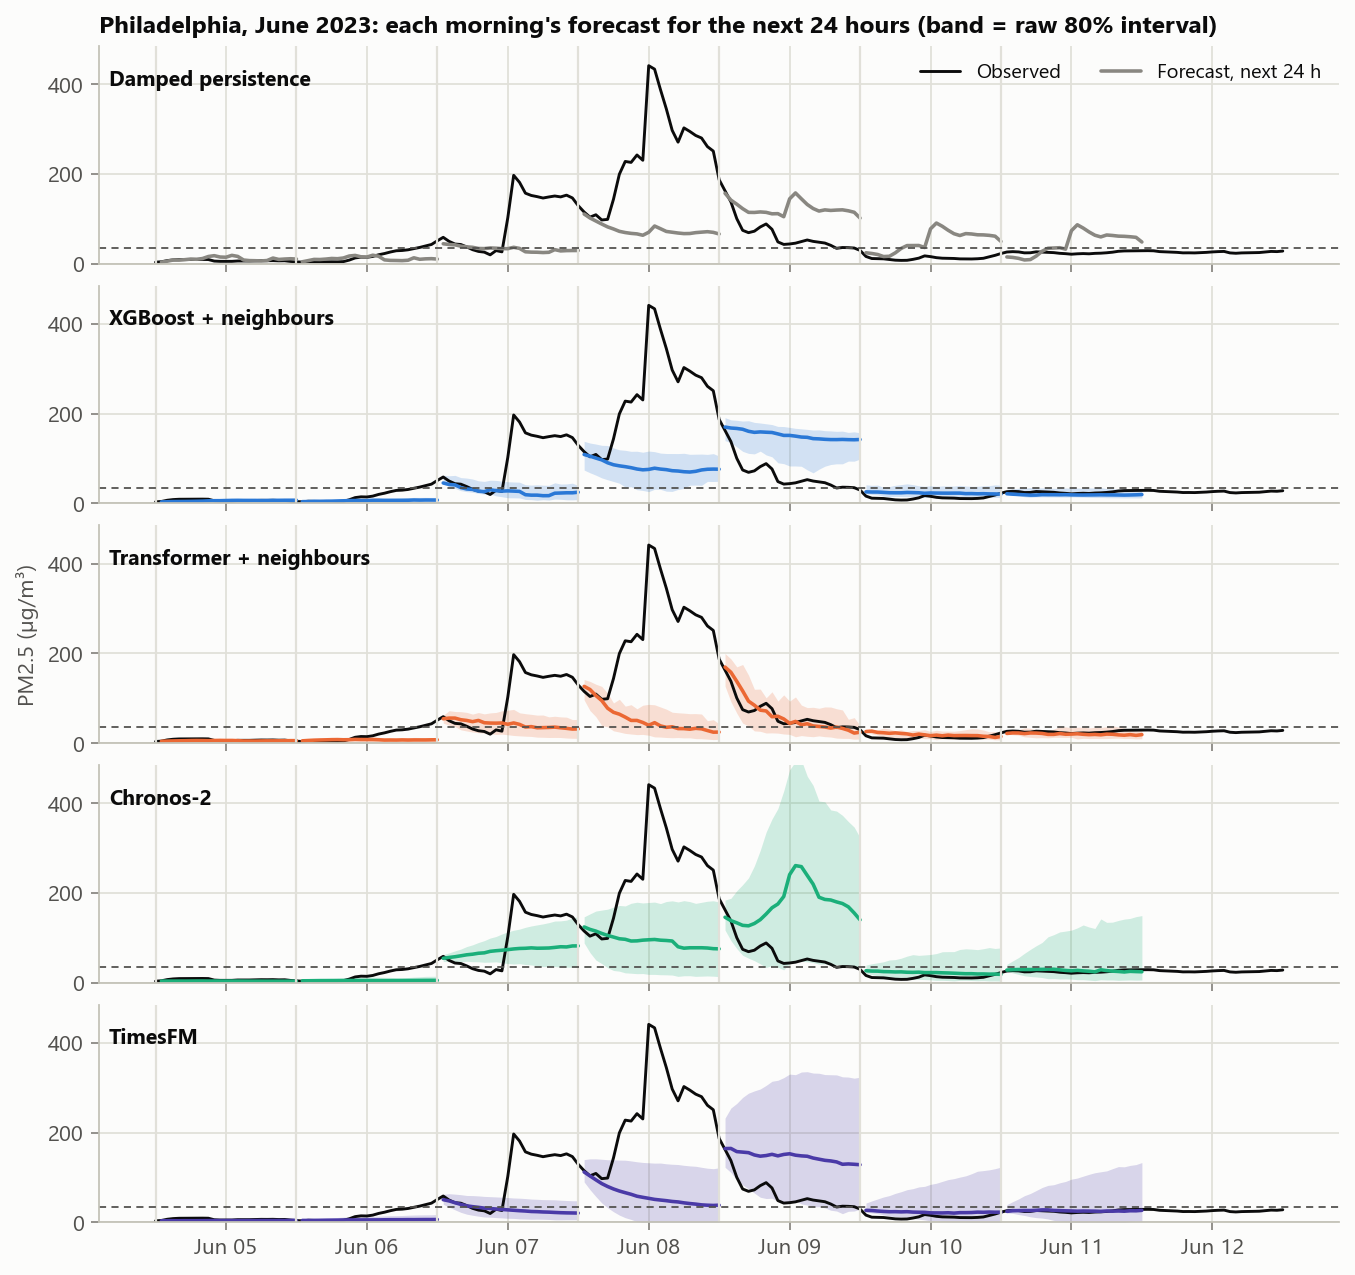 Philadelphia, June 2023: each morning's forecast for the next 24 hours (band = raw 80% interval)
Damped persistence
Observed
Forecast, next 24 h
400
200
0
XGBoost + neighbours
400
200
0
Transformer + neighbours
400
200
0
PM2.5 (µg/m³)
Chronos-2
400
200
0
TimesFM
400
200
0
Jun 05 Jun 06 Jun 07 Jun 08 Jun 09 Jun 10 Jun 11 Jun 12